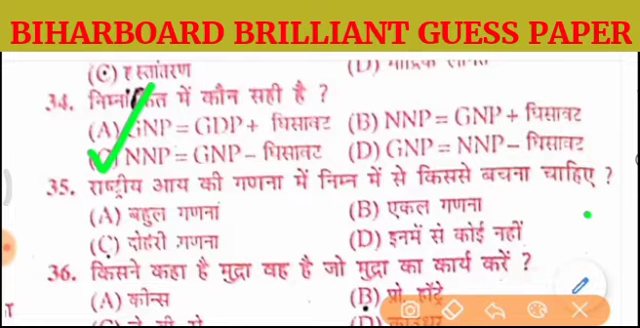 BIHARBOARD BRILLIANT GUESS PAPER
(C) हस्तांतरण (D)
34. निम्नांकित में कौन सही है ?
(A) GNP = GDP + घिसावट (B) NNP = GNP + घिसावट
(C) NNP = GNP – घिसावट (D) GNP = NNP – घिसावट
35. राष्ट्रीय आय की गणना में निम्न में से किससे बचना चाहिए ?
(A) बहुल गणना (B) एकल गणना
(C) दोहरी गणना (D) इनमें से कोई नहीं
36. किसने कहा है मुद्रा वह है जो मुद्रा का कार्य करें ?
(A) कीन्स (B) प्रो. हॉट्रे
(D)